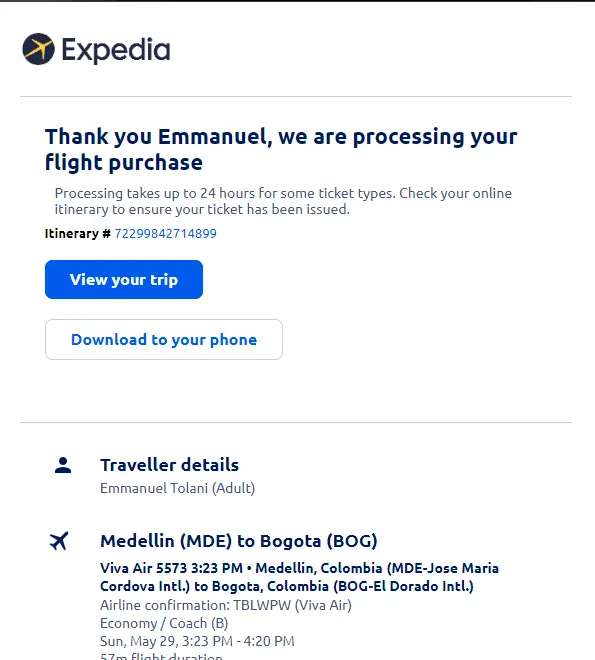 Expedia
Thank you Emmanuel, we are processing your
flight purchase
Processing takes up to 24 hours for some ticket types. Check your online
itinerary to ensure your ticket has been issued.
Itinerary # 72299842714899
View your trip
Download to your phone
Traveller details
Emmanuel Tolani (Adult)
Medellin (MDE) to Bogota (BOG)
Viva Air 5573 3:23 PM • Medellin, Colombia (MDE-Jose Maria
Cordova Intl.) to Bogota, Colombia (BOG-El Dorado Intl.)
Airline confirmation: TBLWPW (Viva Air)
Economy / Coach (B)
Sun, May 29, 3:23 PM - 4:20 PM
57m flight duration